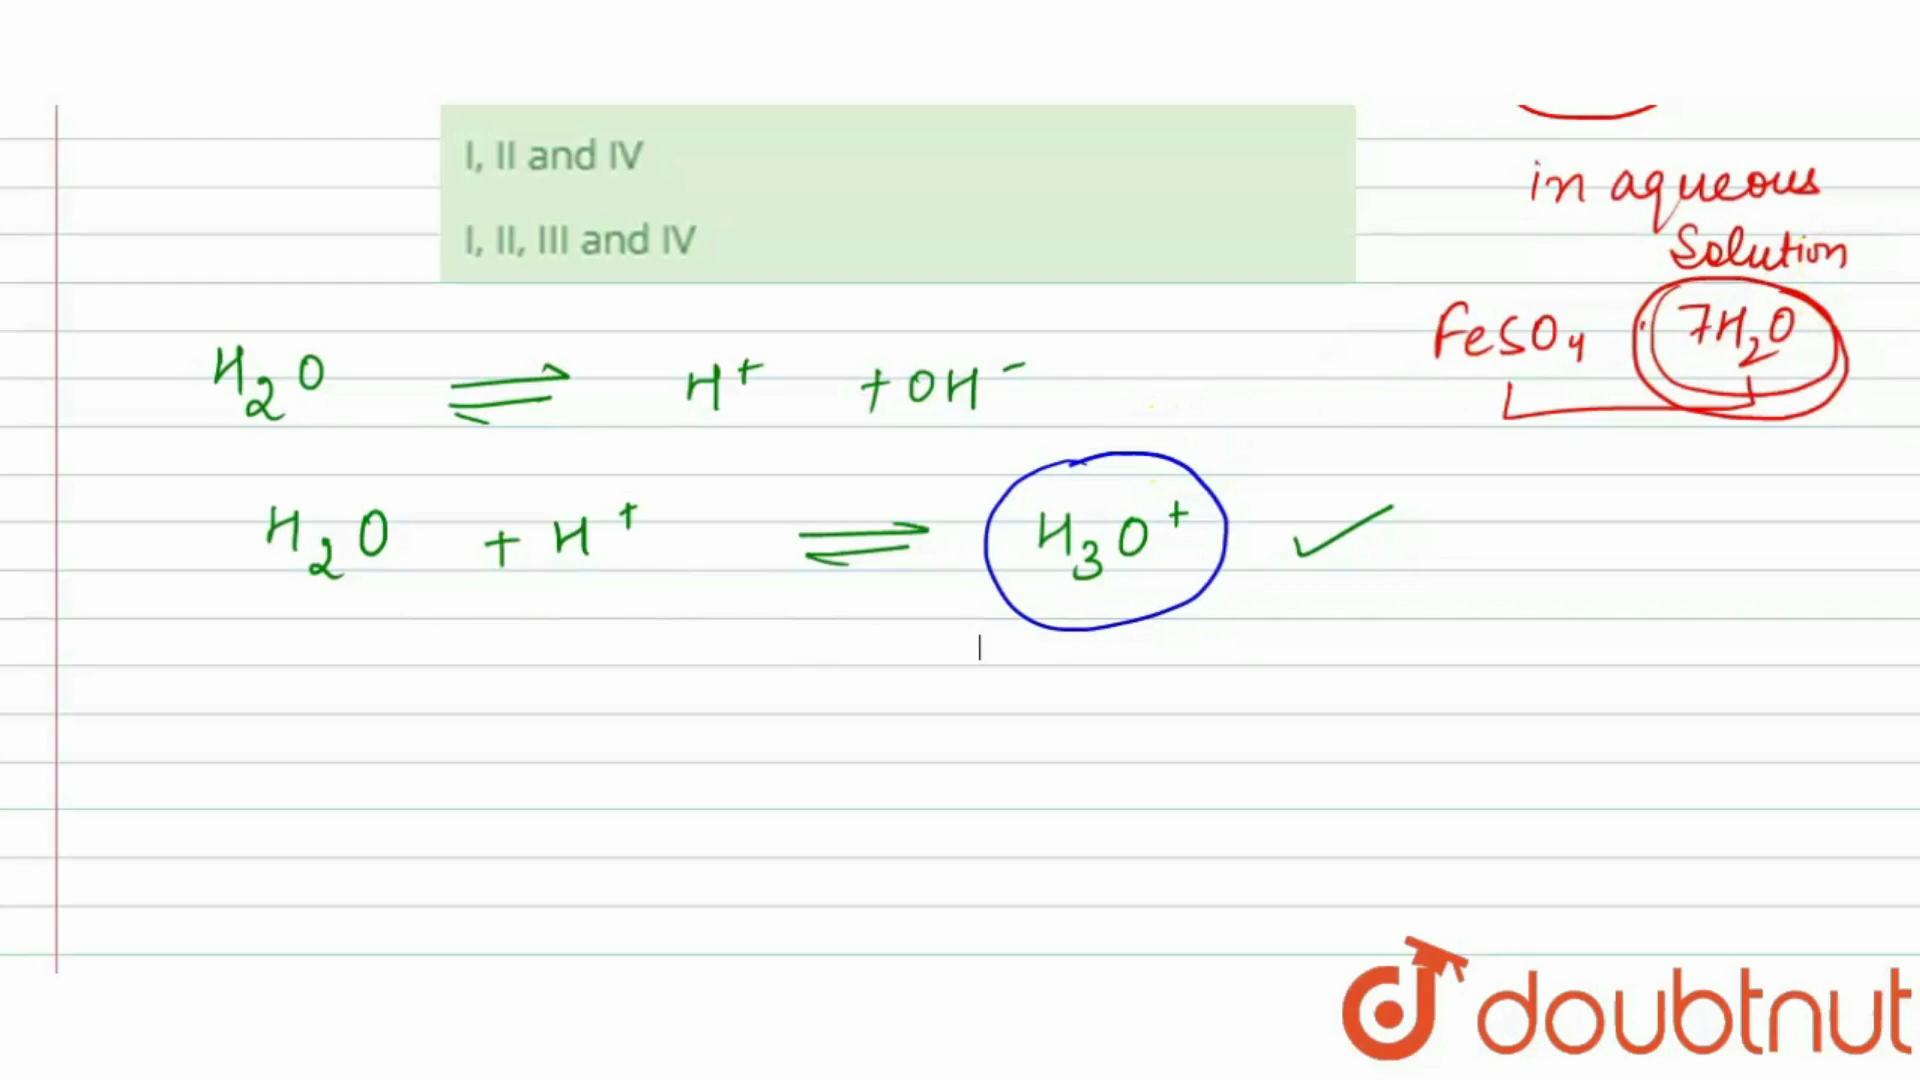 I, II and IV
I, II, III and IV
in aqueous
Solution
FeSO₄ 7H₂O
H₂O ⇌ H⁺ + OH⁻
H₂O + H⁺ ⇌ H₃O⁺ ✓
doubtnut